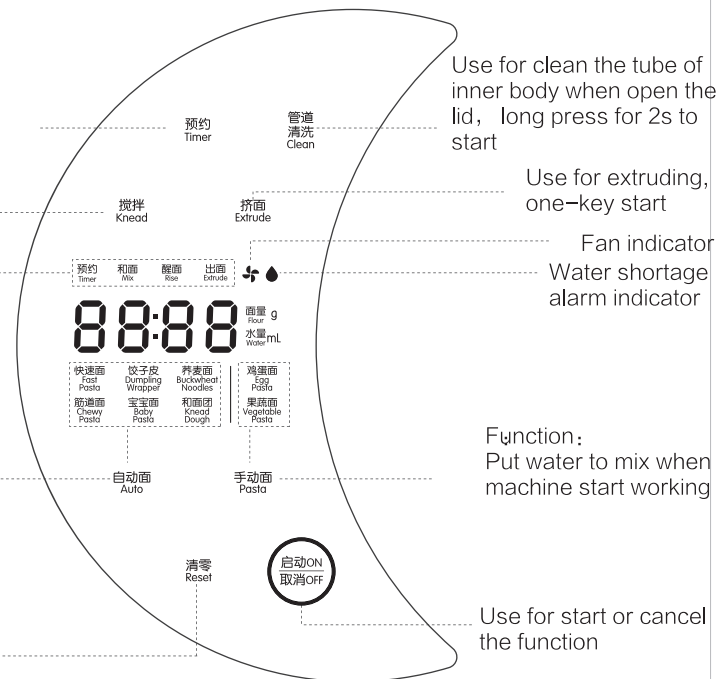 Use for clean the tube of
inner body when open the
lid, long press for 2s to
start
预约
Timer
管道
清洗
Clean
Use for extruding,
one-key start
搅拌
Knead
挤面
Extrude
Fan indicator
Water shortage
alarm indicator
预约 和面 醒面 出面
Timer Mix Rise Extrude
88:88
面量 g
Flour
水量 mL
Water
快速面 饺子皮 荞麦面 鸡蛋面
Fast Dumpling Buckwheat Egg
Pasta Wrapper Noodles Pasta
筋道面 宝宝面 和面团 果蔬面
Chewy Baby Knead Vegetable
Pasta Pasta Dough Pasta
Function:
Put water to mix when
machine start working
自动面
Auto
手动面
Pasta
清零
Reset
启动ON
取消OFF
Use for start or cancel
the function